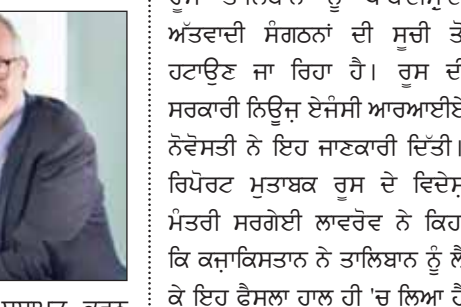 ਅੱਤਵਾਦੀ ਸੰਗਠਨਾਂ ਦੀ ਸੂਚੀ ਤੋਂ
ਹਟਾਉਣ ਜਾ ਰਿਹਾ ਹੈ। ਰੂਸ ਦੀ
ਸਰਕਾਰੀ ਨਿਊਜ਼ ਏਜੰਸੀ ਆਰਆਈਏ
ਨੋਵੋਸਤੀ ਨੇ ਇਹ ਜਾਣਕਾਰੀ ਦਿੱਤੀ।
ਰਿਪੋਰਟ ਮੁਤਾਬਕ ਰੂਸ ਦੇ ਵਿਦੇਸ਼
ਮੰਤਰੀ ਸਰਗੇਈ ਲਾਵਰੋਵ ਨੇ ਕਿਹ
ਕਿ ਕਜ਼ਾਕਿਸਤਾਨ ਨੇ ਤਾਲਿਬਾਨ ਨੂੰ ਲੈ
ਕੇ ਇਹ ਫੈਸਲਾ ਹਾਲ ਹੀ 'ਚ ਲਿਆ ਹੈ